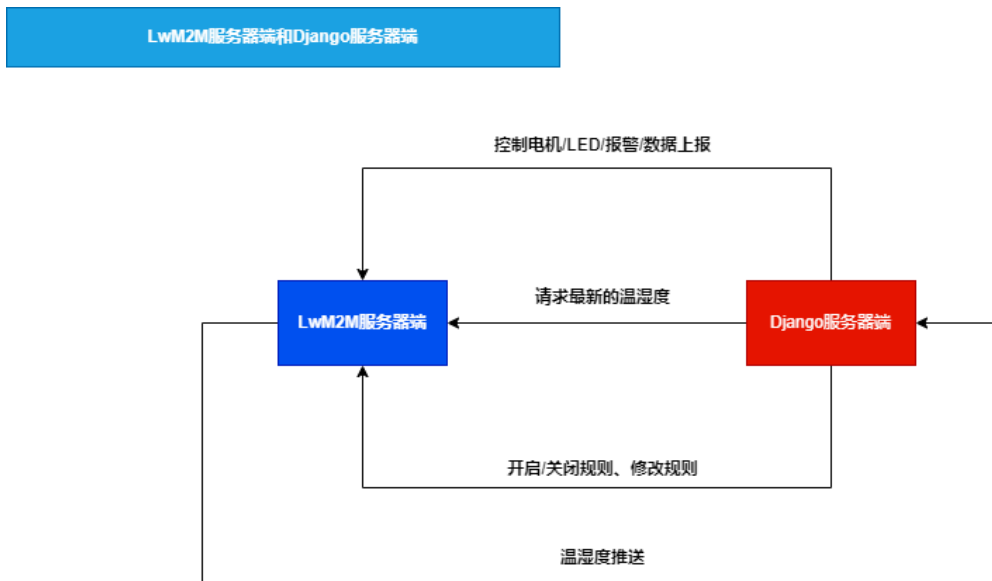 LwM2M服务器端和Django服务器端
控制电机/LED/报警/数据上报
请求最新的温湿度
LwM2M服务器端
Django服务器端
开启/关闭规则、修改规则
温湿度推送